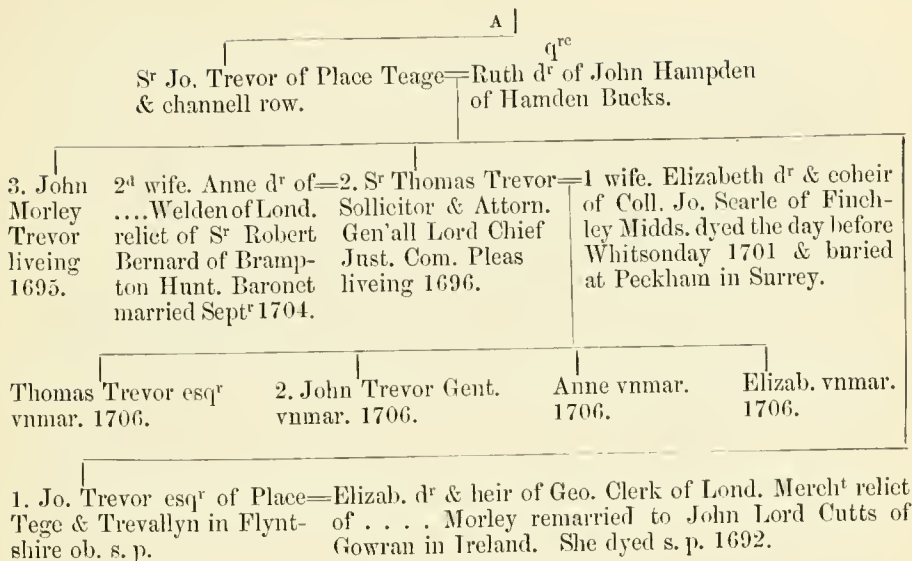 A
qʳᵉ
Sʳ Jo. Trevor of Place Teage=Ruth dʳ of John Hampden
& channell row.
of Hamden Bucks.
3. John
Morley
Trevor
liveing
1695.
2ᵈ wife. Anne dʳ of=2. Sʳ Thomas Trevor=1 wife. Elizabeth dʳ & coheir
....Welden of Lond.
relict of Sʳ Robert
Bernard of Bramp-
ton Hunt. Baronet
married Septʳ 1704.
Sollicitor & Attorn.
Gen'all Lord Chief
Just. Com. Pleas
liveing 1696.
of Coll. Jo. Searle of Finch-
ley Midds. dyed the day before
Whitsonday 1701 & buried
at Peckham in Surrey.
Thomas Trevor esqʳ
vnmar. 1706.
2. John Trevor Gent.
vnmar. 1706.
Anne vnmar.
1706.
Elizab. vnmar.
1706.
1. Jo. Trevor esqʳ of Place=Elizab. dʳ & heir of Geo. Clerk of Lond. Merchᵗ relict
Tege & Trevallyn in Flynt-
shire ob. s. p.
of . . . . Morley remarried to John Lord Cutts of
Gowran in Ireland. She dyed s. p. 1692.